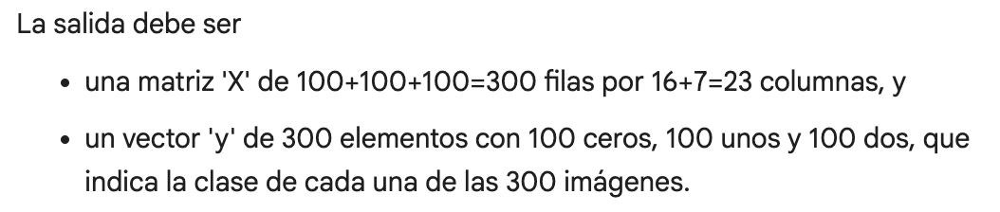 La salida debe ser
• una matriz 'X' de 100+100+100=300 filas por 16+7=23 columnas, y
• un vector 'y' de 300 elementos con 100 ceros, 100 unos y 100 dos, que
indica la clase de cada una de las 300 imágenes.